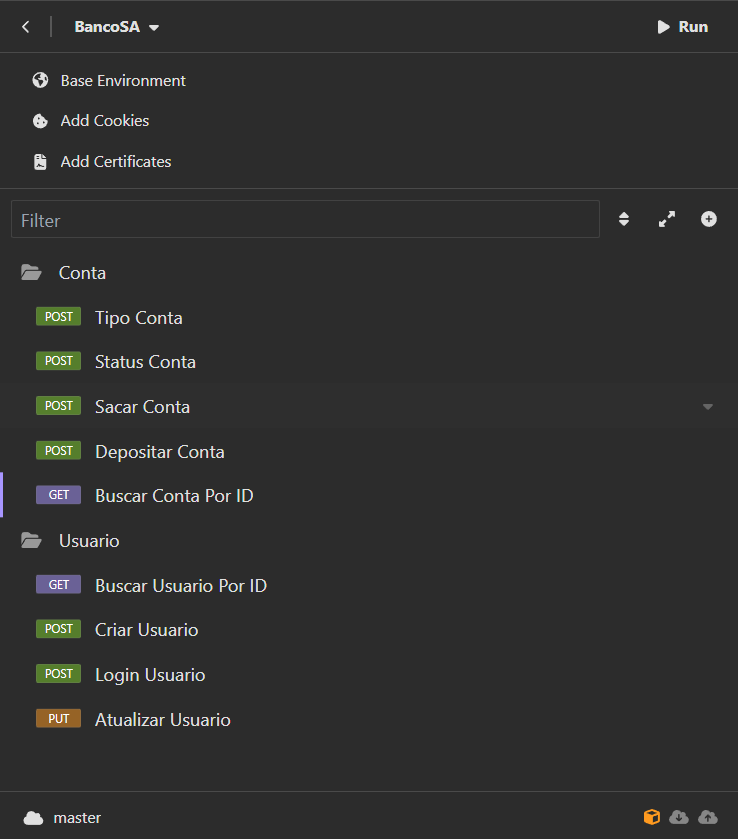 BancoSA
Run
Base Environment
Add Cookies
Add Certificates
Filter
Conta
POST Tipo Conta
POST Status Conta
POST Sacar Conta
POST Depositar Conta
GET Buscar Conta Por ID
Usuario
GET Buscar Usuario Por ID
POST Criar Usuario
POST Login Usuario
PUT Atualizar Usuario
master